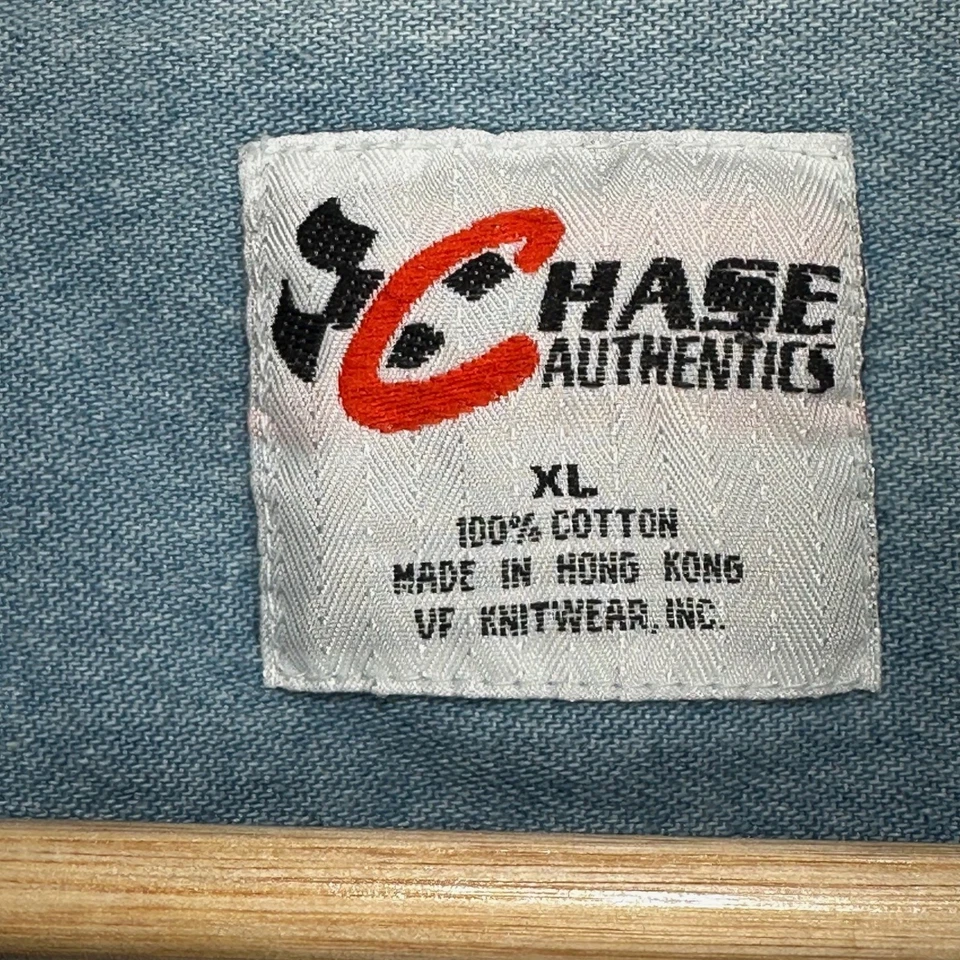 CHASE
AUTHENTICS
XL
100% COTTON
MADE IN HONG KONG
VF KNITWEAR, INC.